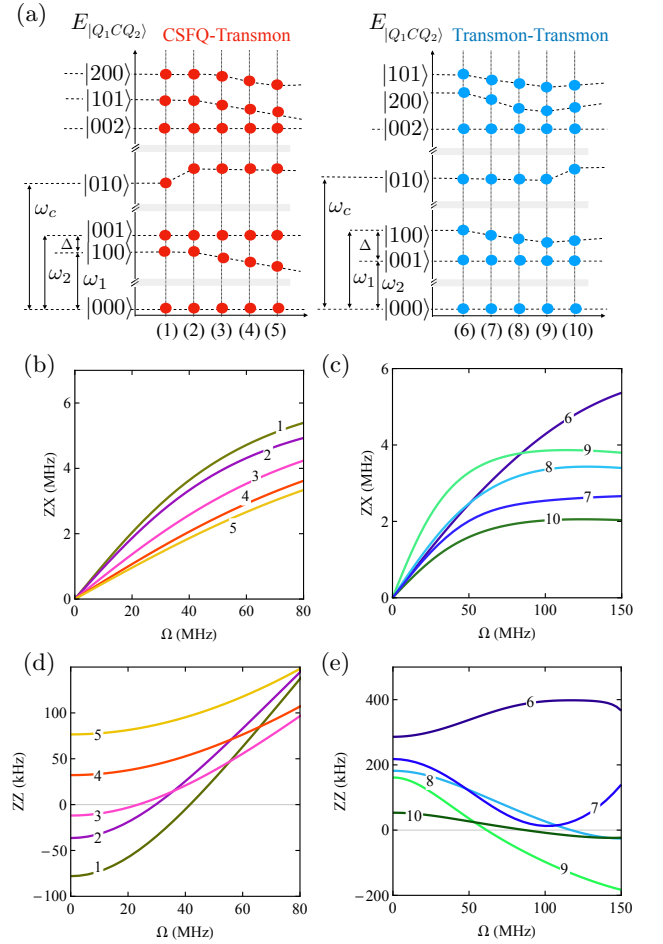 (a)
E|Q₁CQ₂⟩ CSFQ-Transmon
E|Q₁CQ₂⟩ Transmon-Transmon
|200⟩
|101⟩
|002⟩
|010⟩
|001⟩
|100⟩
|000⟩
ω_c
ω₂
Δ
ω₁
(1) (2) (3) (4) (5)
|101⟩
|200⟩
|002⟩
|010⟩
|100⟩
|001⟩
|000⟩
ω_c
ω₁
Δ
ω₂
(6) (7) (8) (9) (10)
(b)
ZX (MHz)
6
4
2
0
1
2
3
4
5
0 20 40 60 80
Ω (MHz)
(c)
ZX (MHz)
6
4
2
0
6
9
8
7
10
0 50 100 150
Ω (MHz)
(d)
ZZ (kHz)
100
50
0
−50
−100
5
4
3
2
1
0 20 40 60 80
Ω (MHz)
(e)
ZZ (kHz)
400
200
0
−200
6
8
7
10
9
0 50 100 150
Ω (MHz)